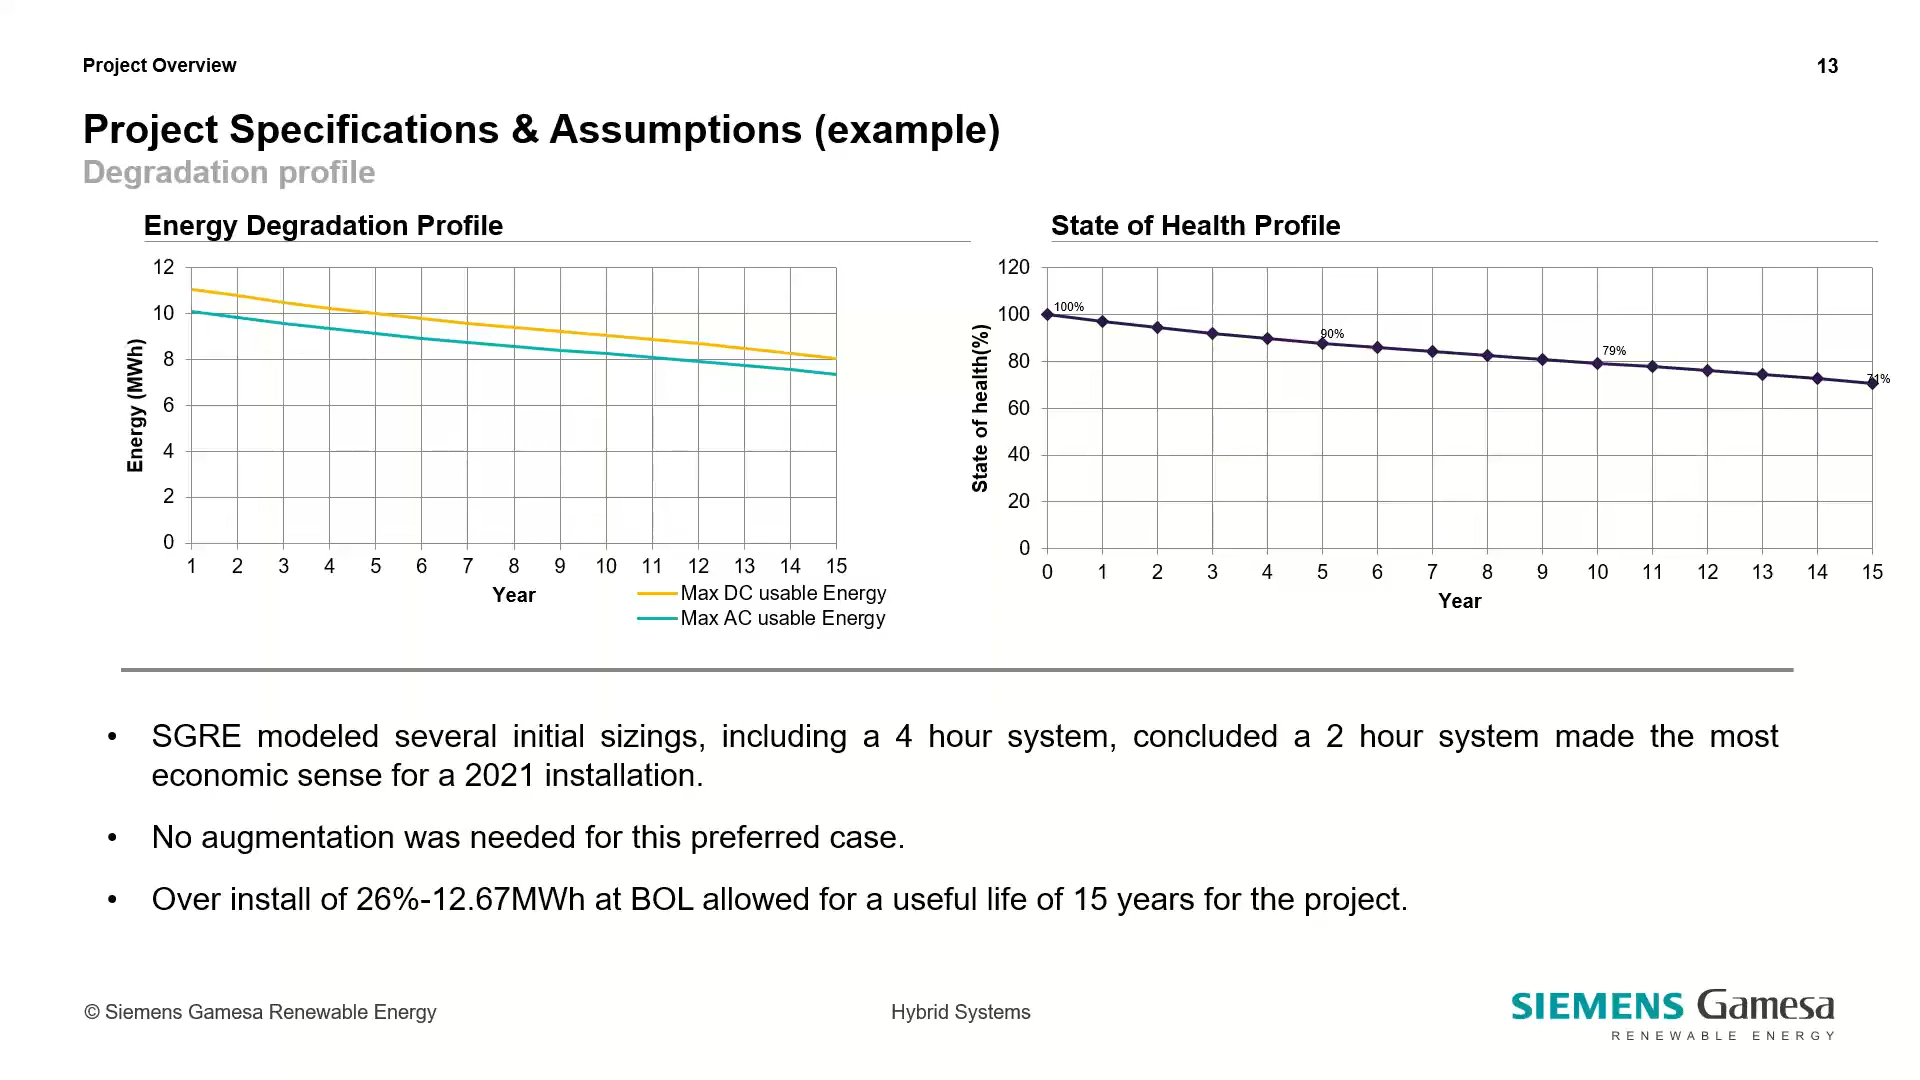 Project Overview
13
Project Specifications & Assumptions (example)
Degradation profile
Energy Degradation Profile
12
10
8
6
4
2
0
Energy (MWh)
1 2 3 4 5 6 7 8 9 10 11 12 13 14 15
Year
Max DC usable Energy
Max AC usable Energy
State of Health Profile
120
100
80
60
40
20
0
State of health(%)
100%
90%
79%
71%
0 1 2 3 4 5 6 7 8 9 10 11 12 13 14 15
Year
• SGRE modeled several initial sizings, including a 4 hour system, concluded a 2 hour system made the most
economic sense for a 2021 installation.
• No augmentation was needed for this preferred case.
• Over install of 26%-12.67MWh at BOL allowed for a useful life of 15 years for the project.
© Siemens Gamesa Renewable Energy
Hybrid Systems
SIEMENS Gamesa
RENEWABLE ENERGY